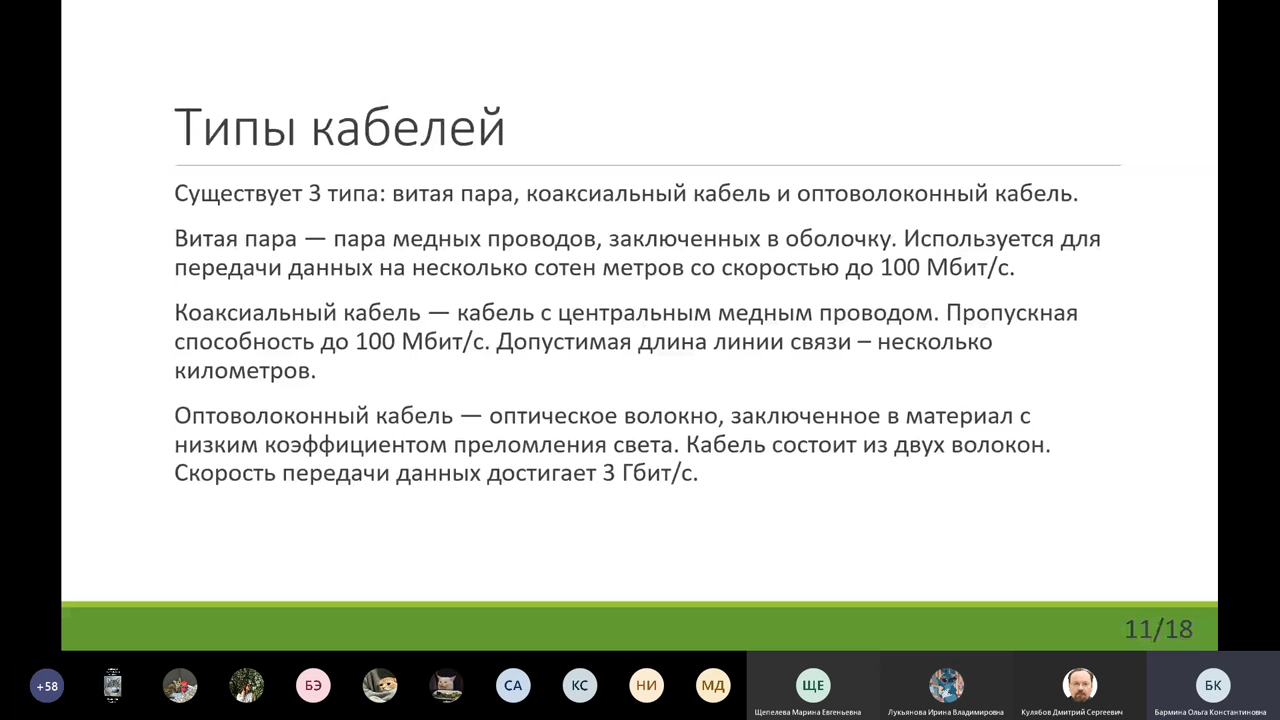 Типы кабелей
Существует 3 типа: витая пара, коаксиальный кабель и оптоволоконный кабель.
Витая пара — пара медных проводов, заключенных в оболочку. Используется для
передачи данных на несколько сотен метров со скоростью до 100 Мбит/с.
Коаксиальный кабель — кабель с центральным медным проводом. Пропускная
способность до 100 Мбит/с. Допустимая длина линии связи – несколько
километров.
Оптоволоконный кабель — оптическое волокно, заключенное в материал с
низким коэффициентом преломления света. Кабель состоит из двух волокон.
Скорость передачи данных достигает 3 Гбит/с.
11/18
+58
БЭ
СА
КС
НИ
МД
ЩЕ
БК
Щепелева Марина Евгеньевна
Лукьянова Ирина Владимировна
Кулябов Дмитрий Сергеевич
Бармина Ольга Константиновна